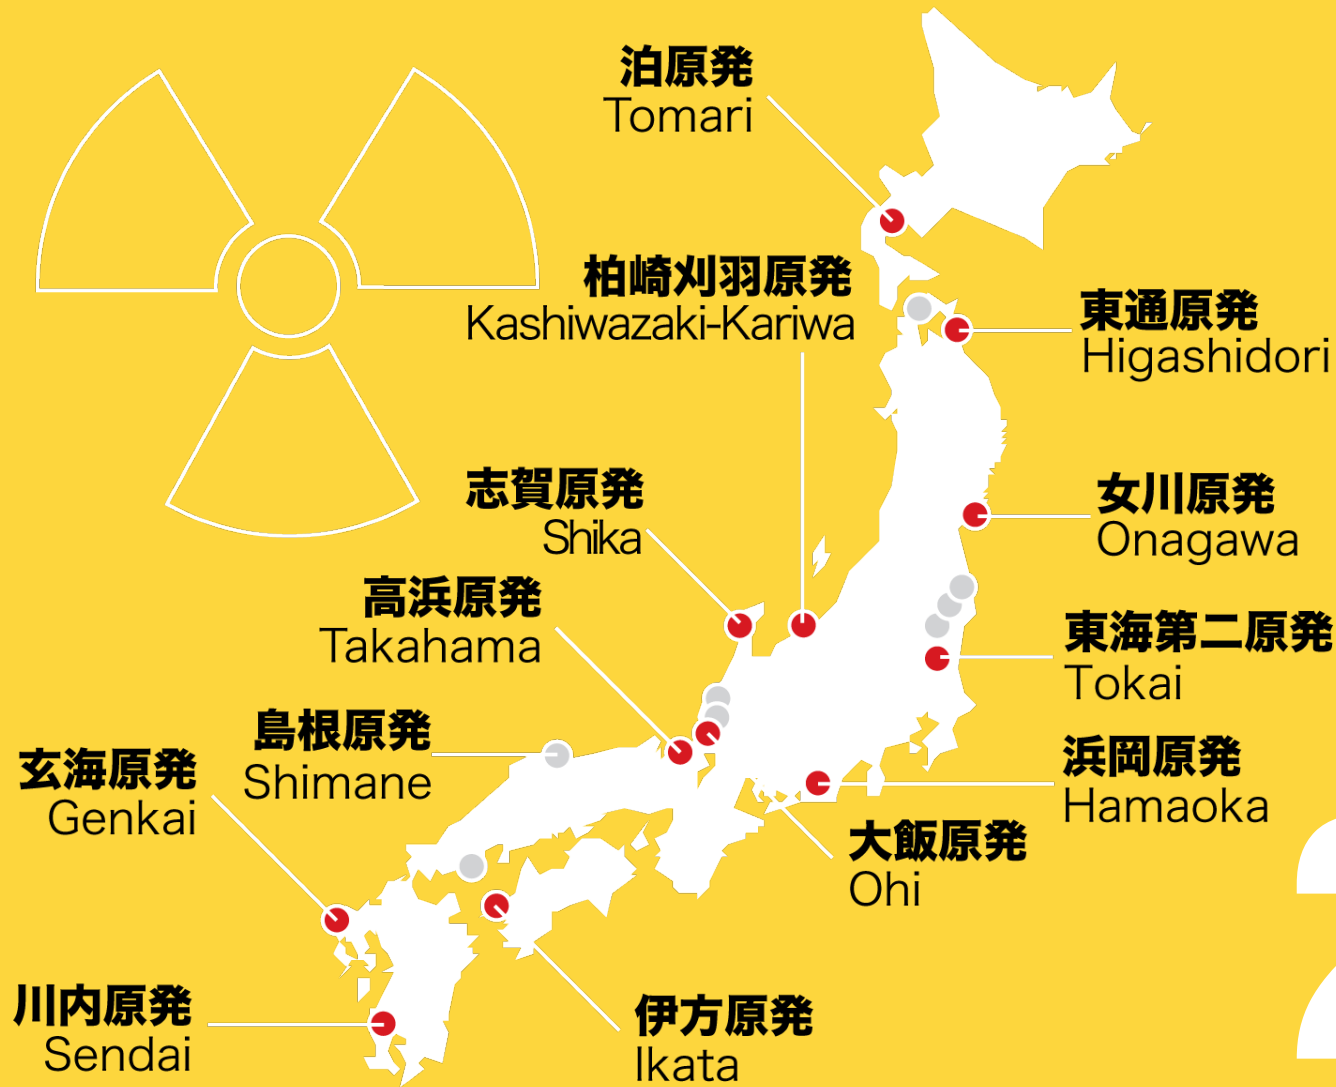 泊原発
Tomari
柏崎刈羽原発
Kashiwazaki-Kariwa
東通原発
Higashidori
志賀原発
Shika
女川原発
Onagawa
高浜原発
Takahama
東海第二原発
Tokai
島根原発
Shimane
浜岡原発
Hamaoka
玄海原発
Genkai
大飯原発
Ohi
川内原発
Sendai
伊方原発
Ikata